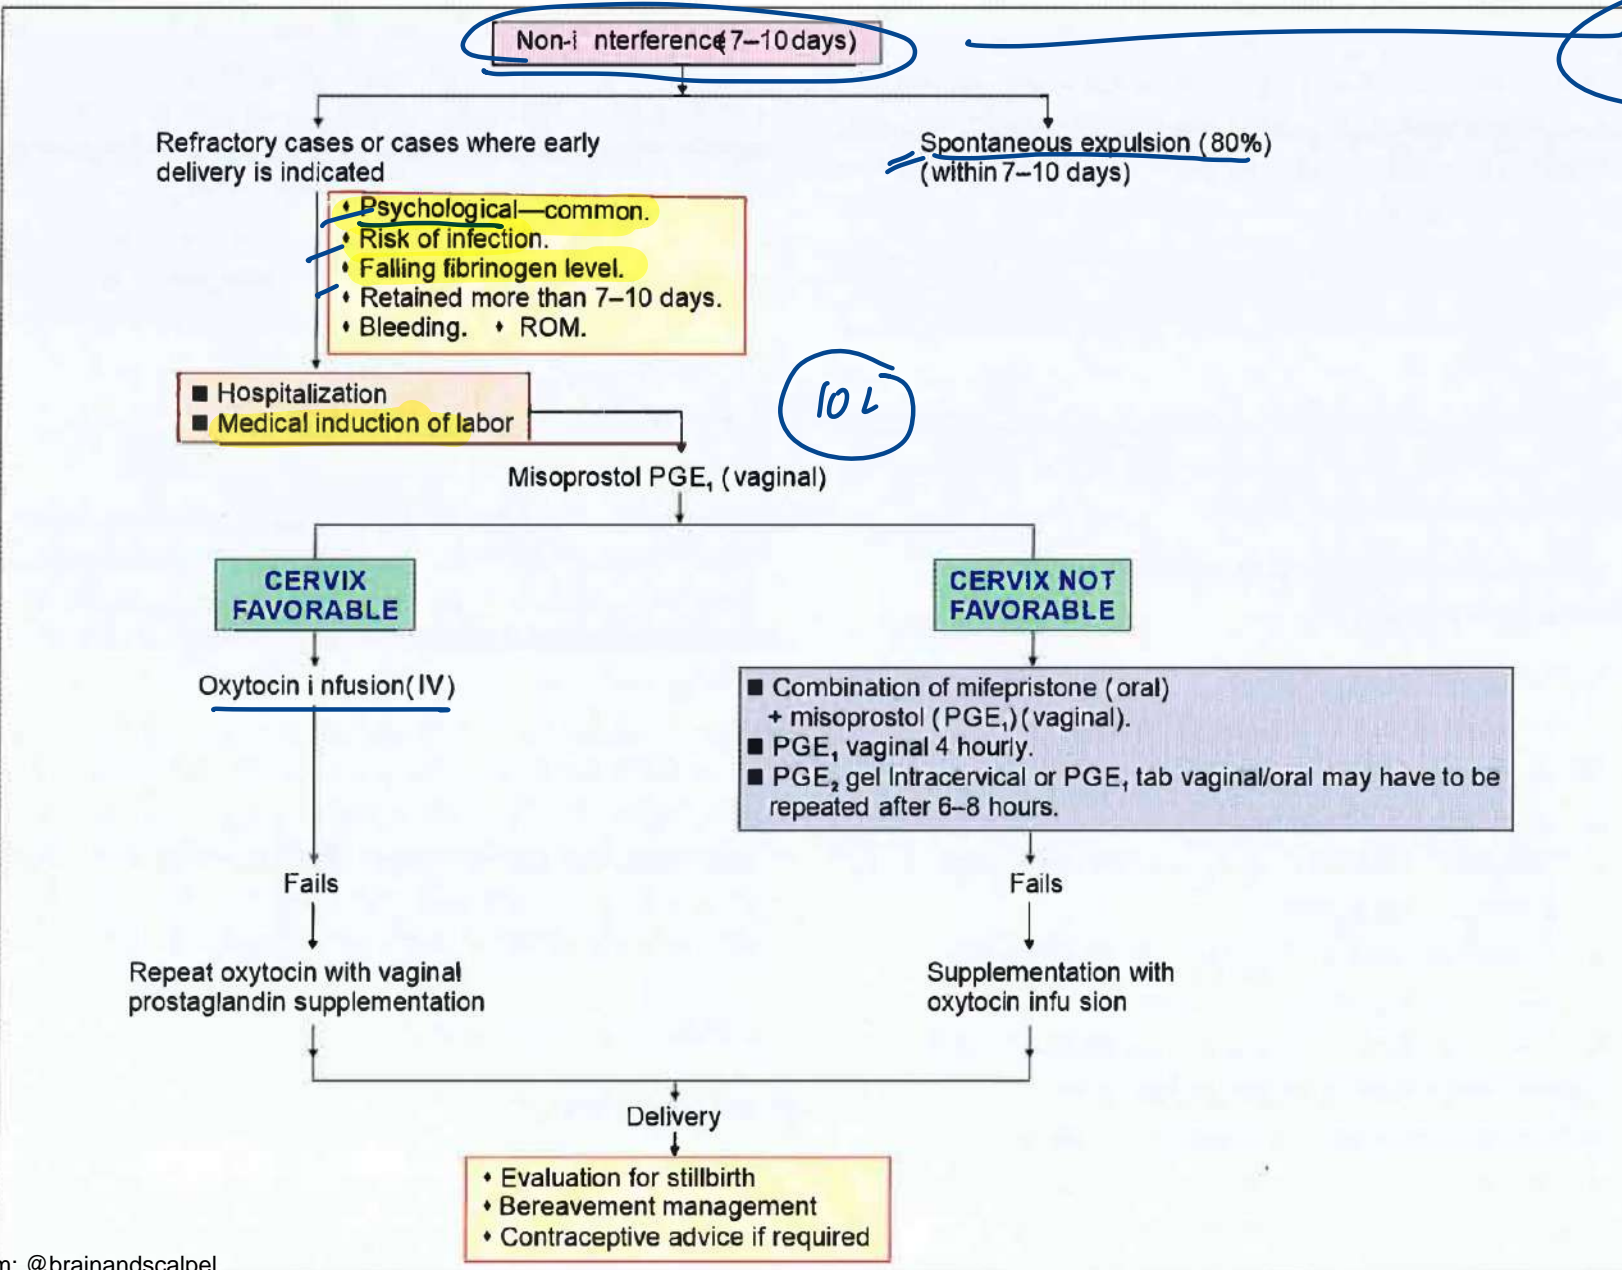 Non-i nterference(7–10 days)
Refractory cases or cases where early
delivery is indicated
Spontaneous expulsion (80%)
(within 7–10 days)
♦ Psychological—common.
♦ Risk of infection.
♦ Falling fibrinogen level.
♦ Retained more than 7–10 days.
♦ Bleeding. ♦ ROM.
■ Hospitalization
■ Medical induction of labor
IOL
Misoprostol PGE₁ (vaginal)
CERVIX
FAVORABLE
CERVIX NOT
FAVORABLE
Oxytocin i nfusion(IV)
■ Combination of mifepristone (oral)
+ misoprostol (PGE₁) (vaginal).
■ PGE₁ vaginal 4 hourly.
■ PGE₂ gel Intracervical or PGE₁ tab vaginal/oral may have to be
repeated after 6–8 hours.
Fails
Fails
Repeat oxytocin with vaginal
prostaglandin supplementation
Supplementation with
oxytocin infu sion
Delivery
♦ Evaluation for stillbirth
♦ Bereavement management
♦ Contraceptive advice if required
m: @brainandscalpel